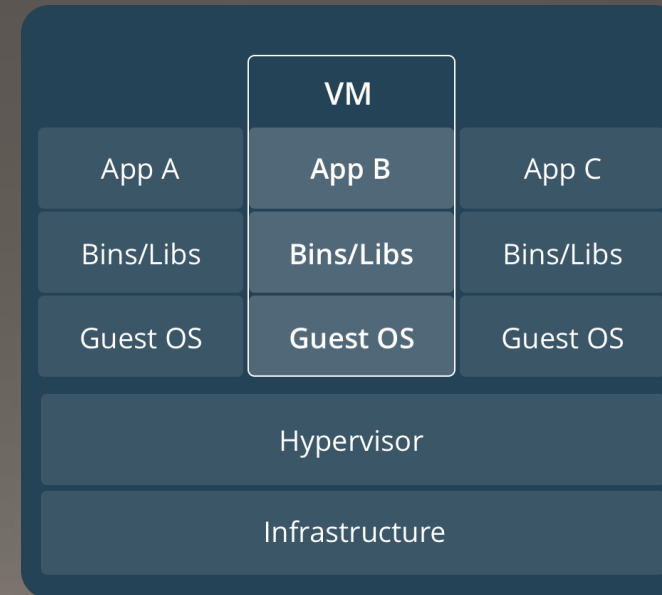 VM
App A App B App C
Bins/Libs Bins/Libs Bins/Libs
Guest OS Guest OS Guest OS
Hypervisor
Infrastructure